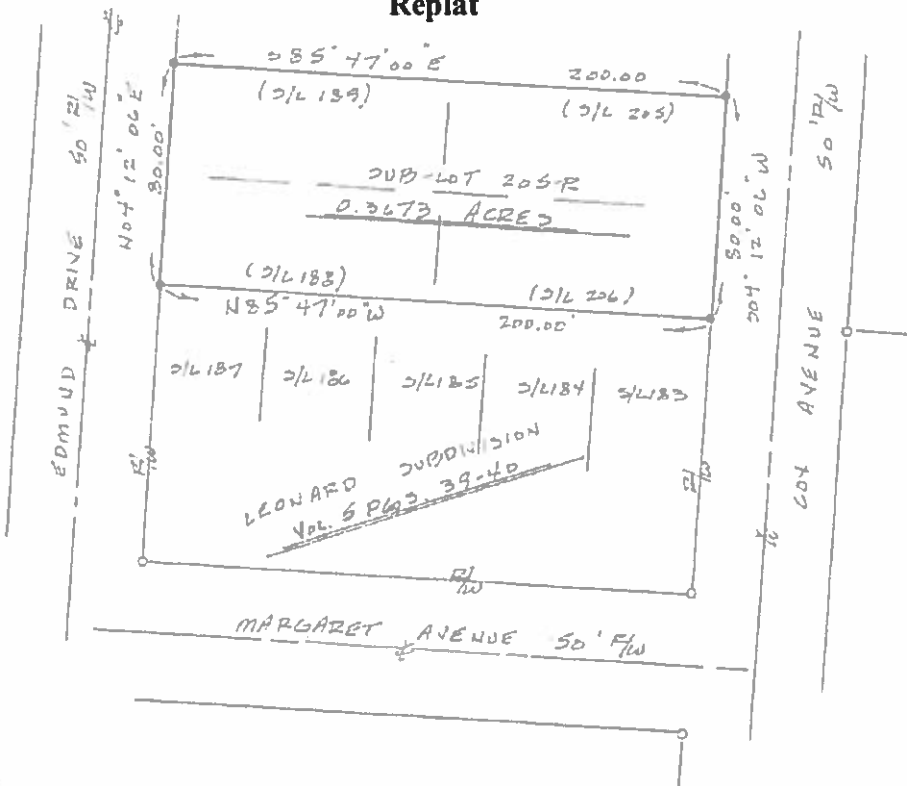 Replat
S85° 47' 00" E
200.00
(S/L 189)
(S/L 205)
EDMUND DRIVE 50' R/W
N04° 12' 06" E
80.00'
SUB-LOT 205-R
0.3673 ACRES
80.00'
S04° 12' 06" W
COX AVENUE 50' R/W
(S/L 188)
(S/L 206)
N85° 47' 00" W
200.00'
S/L 187
S/L 186
S/L 185
S/L 184
S/L 183
LEONARD SUBDIVISION
VOL. 5 PGS. 39-40
R/W
R/W
R/W
MARGARET AVENUE 50' R/W